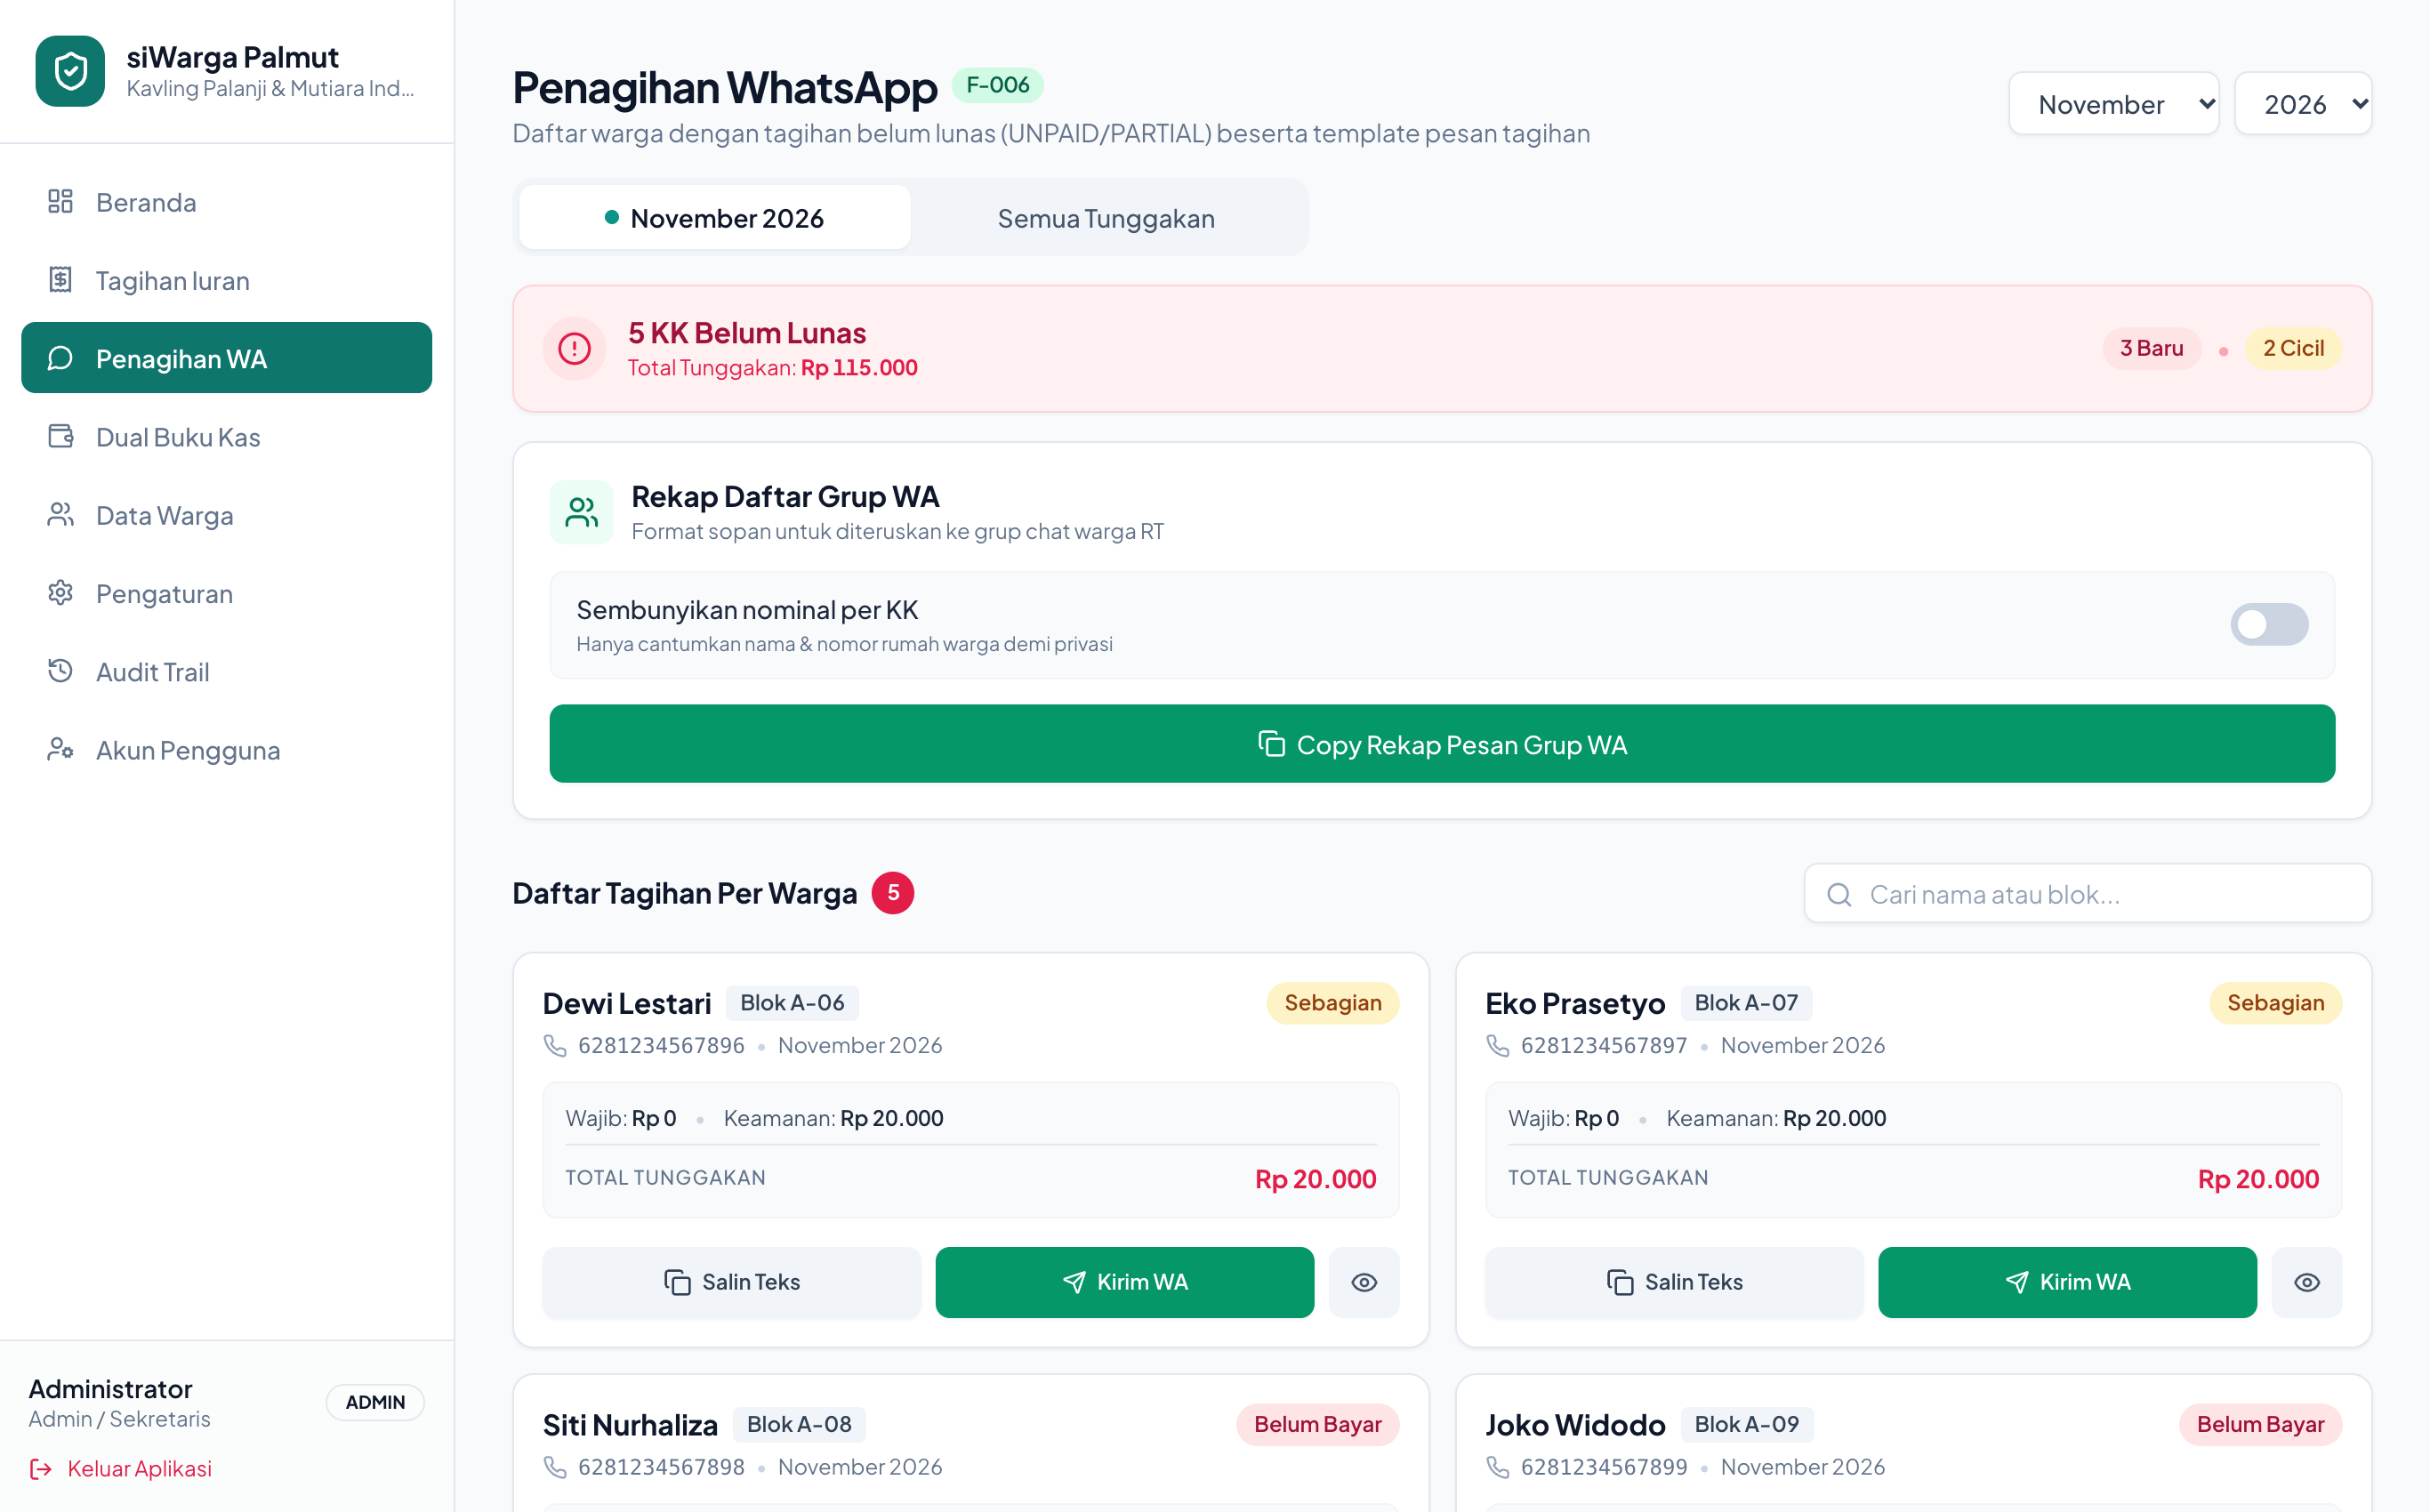 siWarga Palmut
Kavling Palanji & Mutiara Ind...
Beranda
Tagihan Iuran
Penagihan WA
Dual Buku Kas
Data Warga
Pengaturan
Audit Trail
Akun Pengguna
Administrator
Admin / Sekretaris
ADMIN
Keluar Aplikasi
Penagihan WhatsApp F-006
Daftar warga dengan tagihan belum lunas (UNPAID/PARTIAL) beserta template pesan tagihan
November 2026
November 2026 Semua Tunggakan
5 KK Belum Lunas
Total Tunggakan: Rp 115.000
3 Baru • 2 Cicil
Rekap Daftar Grup WA
Format sopan untuk diteruskan ke grup chat warga RT
Sembunyikan nominal per KK
Hanya cantumkan nama & nomor rumah warga demi privasi
Copy Rekap Pesan Grup WA
Daftar Tagihan Per Warga 5
Cari nama atau blok...
Dewi Lestari Blok A-06 Sebagian
6281234567896 • November 2026
Wajib: Rp 0 • Keamanan: Rp 20.000
TOTAL TUNGGAKAN Rp 20.000
Salin Teks Kirim WA
Eko Prasetyo Blok A-07 Sebagian
6281234567897 • November 2026
Wajib: Rp 0 • Keamanan: Rp 20.000
TOTAL TUNGGAKAN Rp 20.000
Salin Teks Kirim WA
Siti Nurhaliza Blok A-08 Belum Bayar
6281234567898 • November 2026
Joko Widodo Blok A-09 Belum Bayar
6281234567899 • November 2026